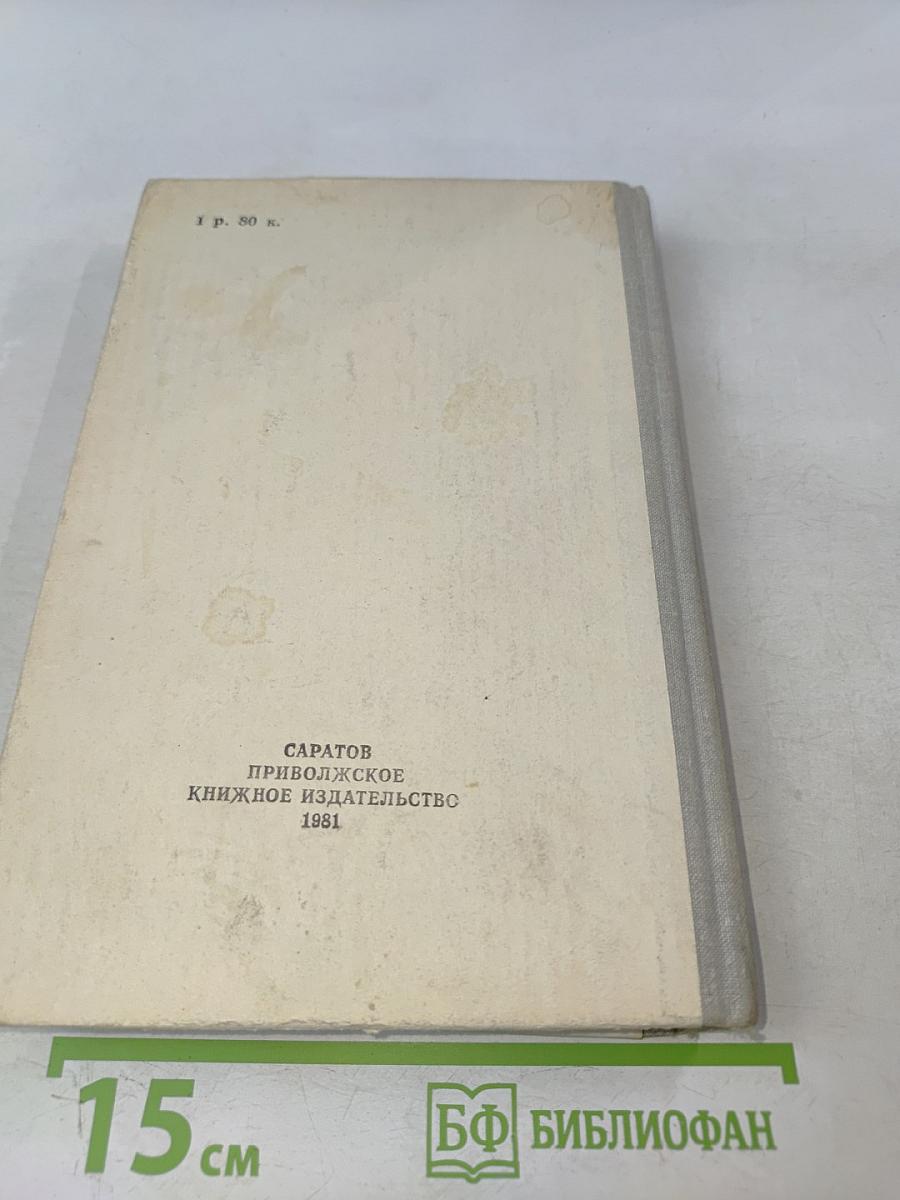 1 р. 80 к.
САРАТОВ
ПРИВОЛЖСКОЕ
КНИЖНОЕ ИЗДАТЕЛЬСТВО
1981
15 см
БФ БИБЛИОФАН